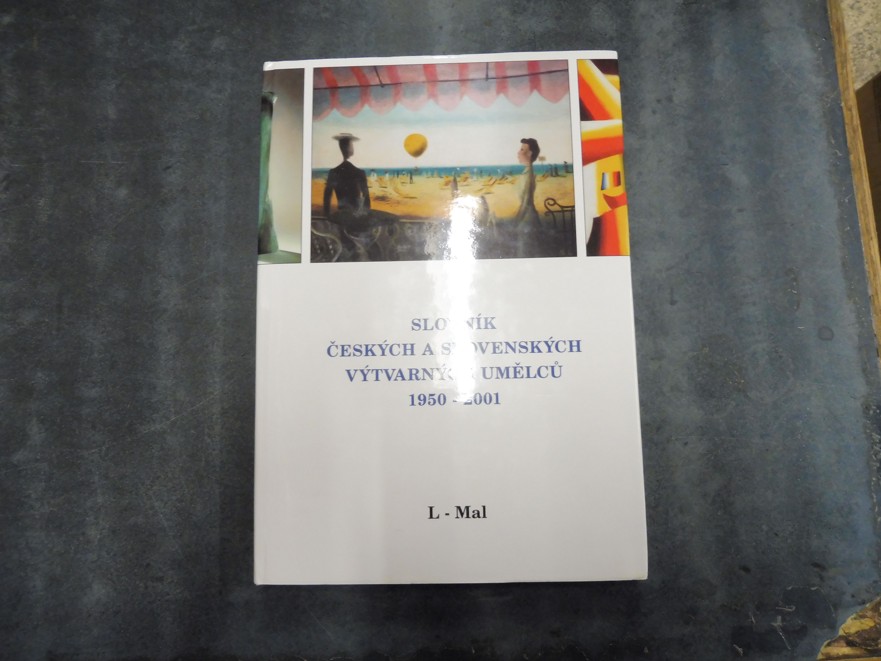 SLOVNÍK
ČESKÝCH A SLOVENSKÝCH
VÝTVARNÝCH UMĚLCŮ
1950 - 2001
L - Mal